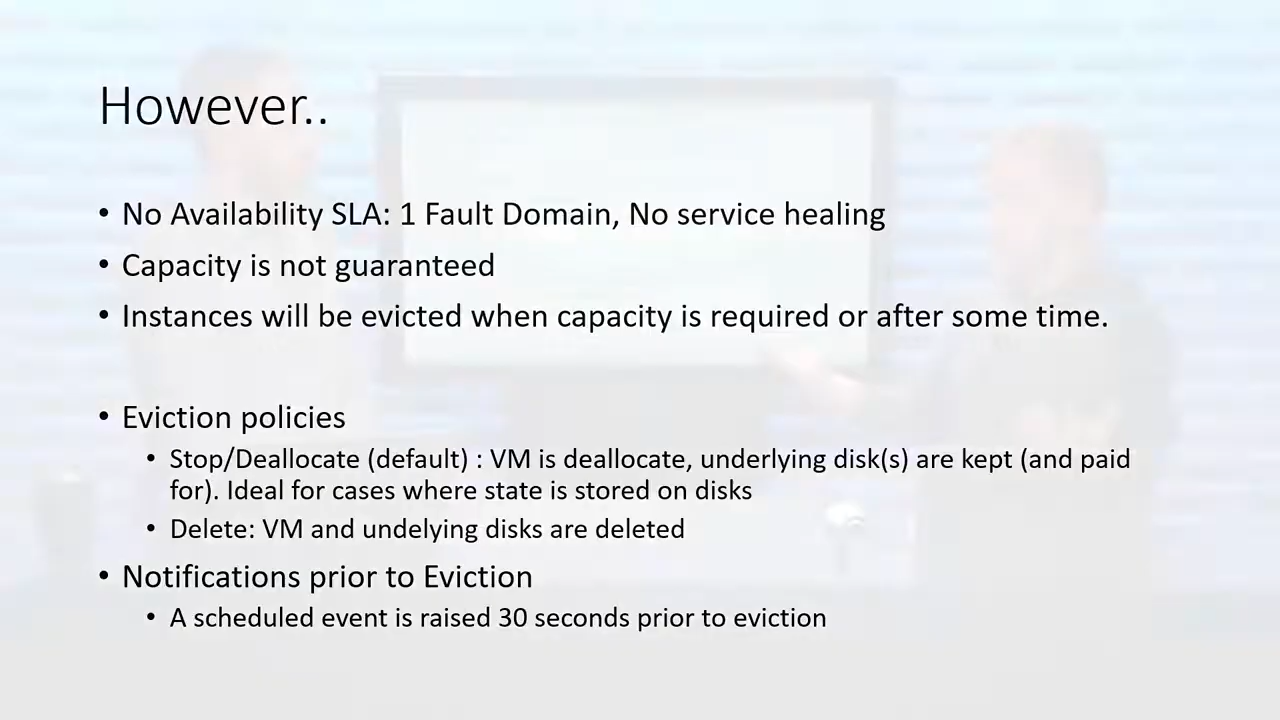 However..
• No Availability SLA: 1 Fault Domain, No service healing
• Capacity is not guaranteed
• Instances will be evicted when capacity is required or after some time.
• Eviction policies
• Stop/Deallocate (default) : VM is deallocate, underlying disk(s) are kept (and paid
for). Ideal for cases where state is stored on disks
• Delete: VM and undelying disks are deleted
• Notifications prior to Eviction
• A scheduled event is raised 30 seconds prior to eviction